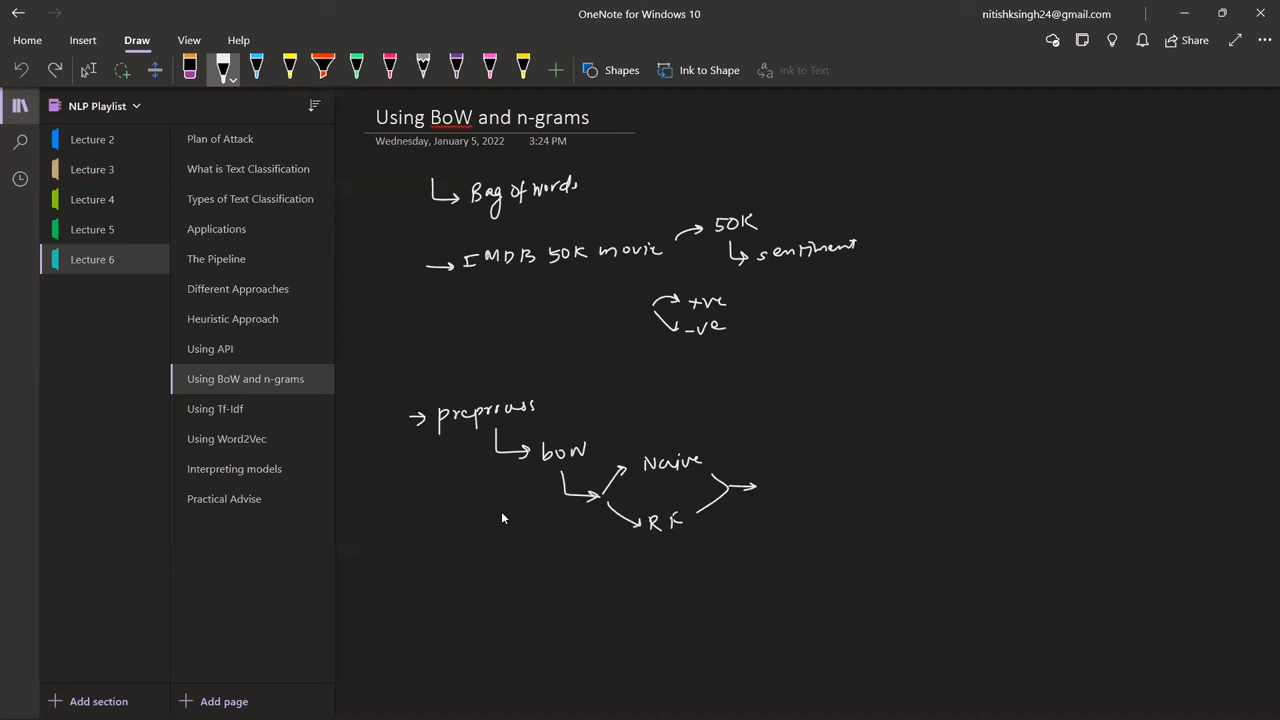 OneNote for Windows 10
nitishksingh24@gmail.com
Home Insert Draw View Help
Share
Shapes
Ink to Shape
Ink to Text
NLP Playlist
Lecture 2
Lecture 3
Lecture 4
Lecture 5
Lecture 6
Plan of Attack
What is Text Classification
Types of Text Classification
Applications
The Pipeline
Different Approaches
Heuristic Approach
Using API
Using BoW and n-grams
Using Tf-Idf
Using Word2Vec
Interpreting models
Practical Advise
Add section
Add page
Using BoW and n-grams
Wednesday, January 5, 2022 3:24 PM
Bag of words
IMDB 50K movie
50K
sentiment
+ve
-ve
preprocess
boW
Naive
RF